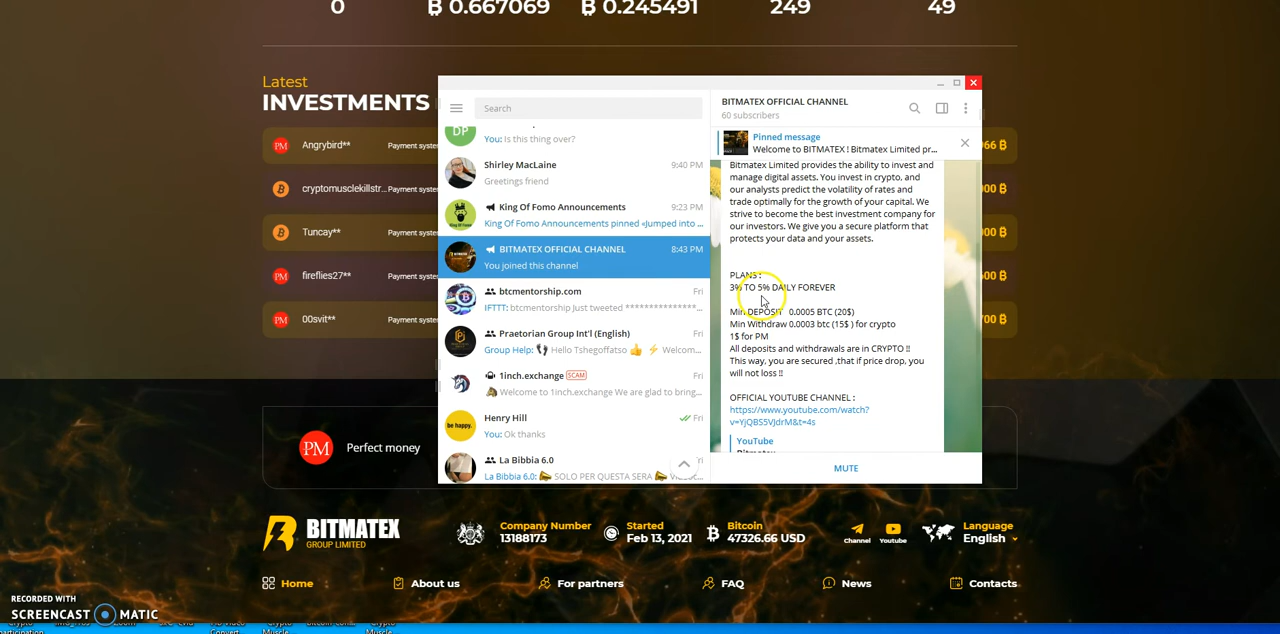 0
฿ 0.667069
฿ 0.245491
249
49
Latest
INVESTMENTS
PM Angrybird** Payment system
966 ฿
cryptomusclekillstr... Payment system
000 ฿
Tuncay** Payment system
000 ฿
PM fireflies27** Payment system
600 ฿
PM 00svit** Payment system
700 ฿
PM Perfect money
Search
DP
You: Is this thing over?
Shirley MacLaine 9:40 PM
Greetings friend
King Of Fomo Announcements 9:23 PM
King Of Fomo Announcements pinned «Jumped into ...
BITMATEX OFFICIAL CHANNEL 8:43 PM
You joined this channel
btcmentorship.com Fri
IFTTT: btcmentorship Just tweeted ***************...
Praetorian Group Int'l (English) Fri
Group Help: 👣 Hello Tshegoffatso 👍 ⚡ Welcom...
1inch.exchange SCAM Fri
Welcome to 1inch.exchange We are glad to bring...
be happy.
Henry Hill Fri
You: Ok thanks
La Bibbia 6.0
La Bibbia 6.0: SOLO PER QUESTA SERA
BITMATEX OFFICIAL CHANNEL
60 subscribers
Pinned message
Welcome to BITMATEX ! Bitmatex Limited pr...
Bitmatex Limited provides the ability to invest and
manage digital assets. You invest in crypto, and
our analysts predict the volatility of rates and
trade optimally for the growth of your capital. We
strive to become the best investment company for
our investors. We give you a secure platform that
protects your data and your assets.
PLANS :
3% TO 5% DAILY FOREVER
Min DEPOSIT 0.0005 BTC (20$)
Min Withdraw 0.0003 btc (15$ ) for crypto
1$ for PM
All deposits and withdrawals are in CRYPTO !!
This way, you are secured ,that if price drop, you
will not loss !!
OFFICIAL YOUTUBE CHANNEL :
https://www.youtube.com/watch?
v=YjQBS5VJdrM&t=4s
YouTube
MUTE
BITMATEX
GROUP LIMITED
Company Number
13188173
Started
Feb 13, 2021
Bitcoin
47326.66 USD
Channel
Youtube
Language
English
Home
About us
For partners
FAQ
News
Contacts
RECORDED WITH
SCREENCAST MATIC